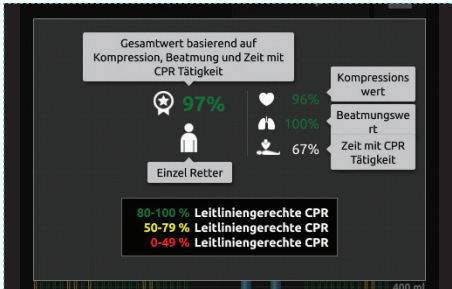 Gesamtwert basierend auf
Kompression, Beatmung und Zeit mit
CPR Tätigkeit
97%
96%
Kompressions
wert
100%
Beatmungswe
rt
67%
Zeit mit CPR
Tätigkeit
Einzel Retter
80-100 % Leitliniengerechte CPR
50-79 % Leitliniengerechte CPR
0-49 % Leitliniengerechte CPR
400 ml